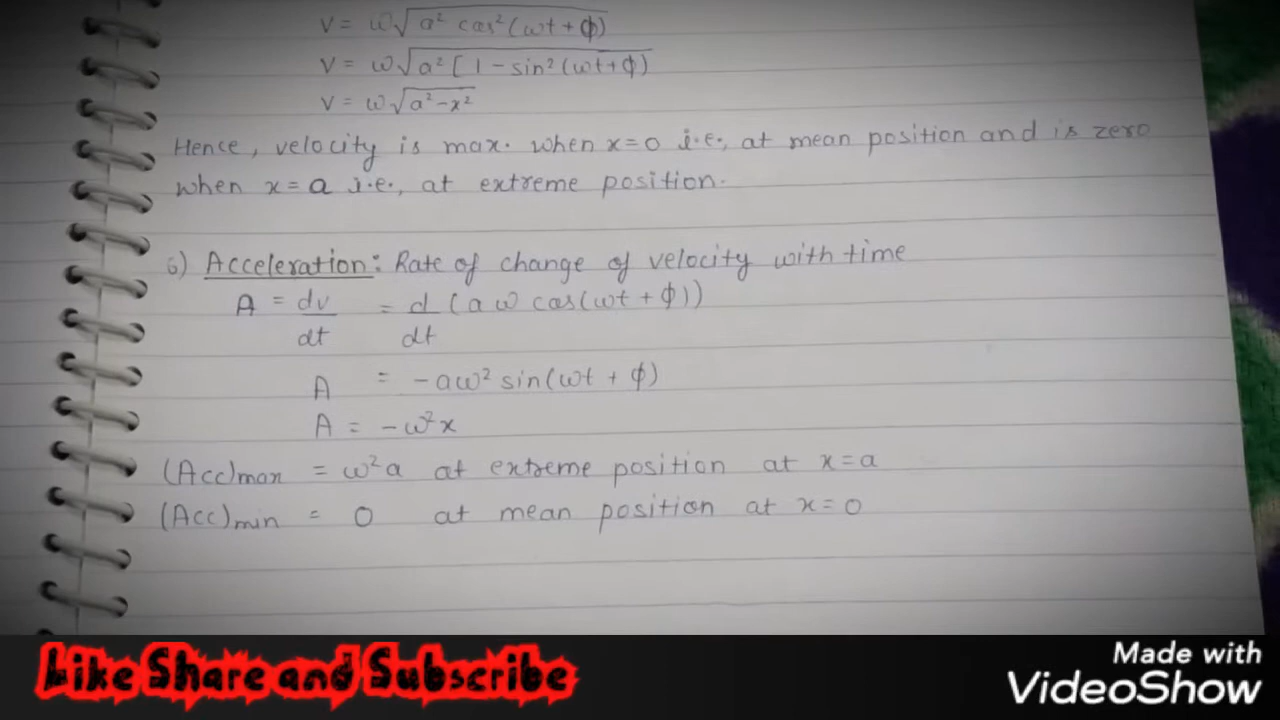 V = ω√a² cos²(ωt + ϕ)
V = ω√a² [1 - sin² (ωt + ϕ)
V = ω√a² - x²
Hence, velocity is max. when x = 0 i.e., at mean position and is zero
when x = a i.e., at extreme position.
6) Acceleration: Rate of change of velocity with time
A = dv/dt = d/dt (a ω cos(ωt + ϕ))
A = -aω² sin(ωt + ϕ)
A = -ω²x
(Acc)max = ω²a at extreme position at x = a
(Acc)min = 0 at mean position at x = 0
Like Share and Subscribe
Made with
VideoShow